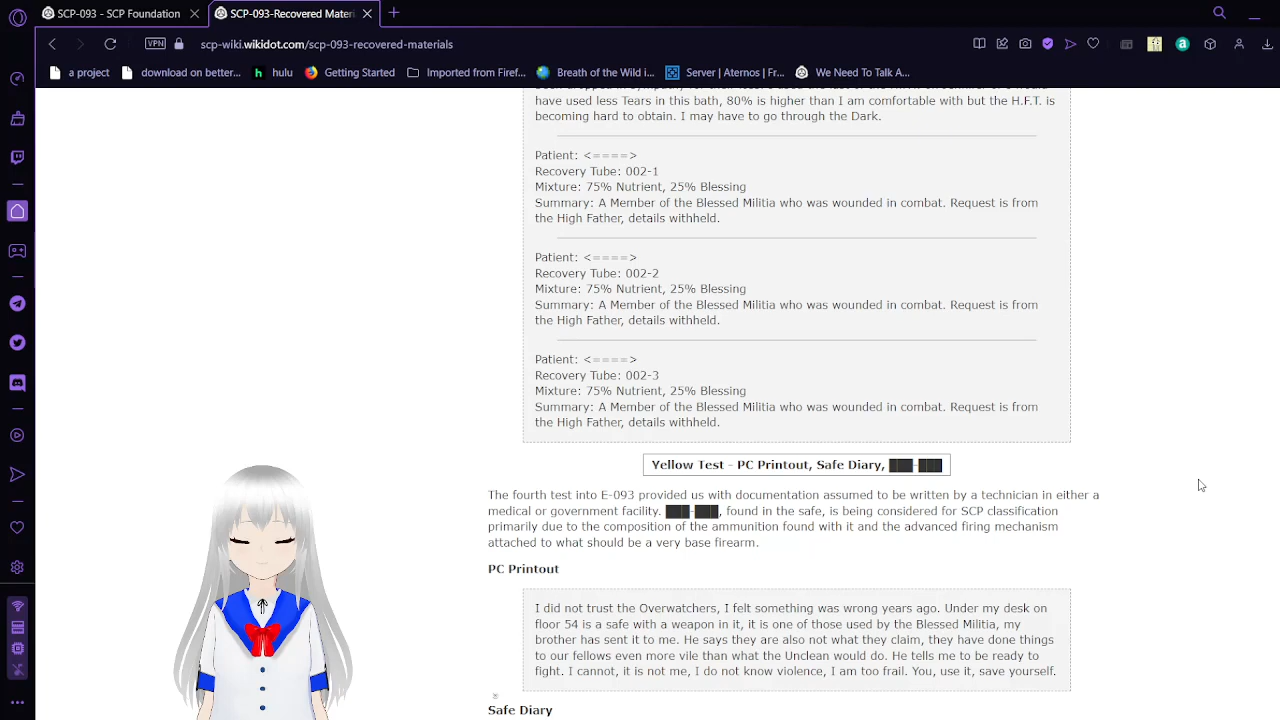 SCP-093 - SCP Foundation
SCP-093-Recovered Materi
VPN
scp-wiki.wikidot.com/scp-093-recovered-materials
a project
download on better...
hulu
Getting Started
Imported from Firef...
Breath of the Wild i...
Server | Aternos | Fr...
We Need To Talk A...
have used less Tears in this bath, 80% is higher than I am comfortable with but the H.F.T. is
becoming hard to obtain. I may have to go through the Dark.
Patient: <====>
Recovery Tube: 002-1
Mixture: 75% Nutrient, 25% Blessing
Summary: A Member of the Blessed Militia who was wounded in combat. Request is from
the High Father, details withheld.
Patient: <====>
Recovery Tube: 002-2
Mixture: 75% Nutrient, 25% Blessing
Summary: A Member of the Blessed Militia who was wounded in combat. Request is from
the High Father, details withheld.
Patient: <====>
Recovery Tube: 002-3
Mixture: 75% Nutrient, 25% Blessing
Summary: A Member of the Blessed Militia who was wounded in combat. Request is from
the High Father, details withheld.
Yellow Test - PC Printout, Safe Diary, ███-███
The fourth test into E-093 provided us with documentation assumed to be written by a technician in either a
medical or government facility. ███-███, found in the safe, is being considered for SCP classification
primarily due to the composition of the ammunition found with it and the advanced firing mechanism
attached to what should be a very base firearm.
PC Printout
I did not trust the Overwatchers, I felt something was wrong years ago. Under my desk on
floor 54 is a safe with a weapon in it, it is one of those used by the Blessed Militia, my
brother has sent it to me. He says they are also not what they claim, they have done things
to our fellows even more vile than what the Unclean would do. He tells me to be ready to
fight. I cannot, it is not me, I do not know violence, I am too frail. You, use it, save yourself.
Safe Diary